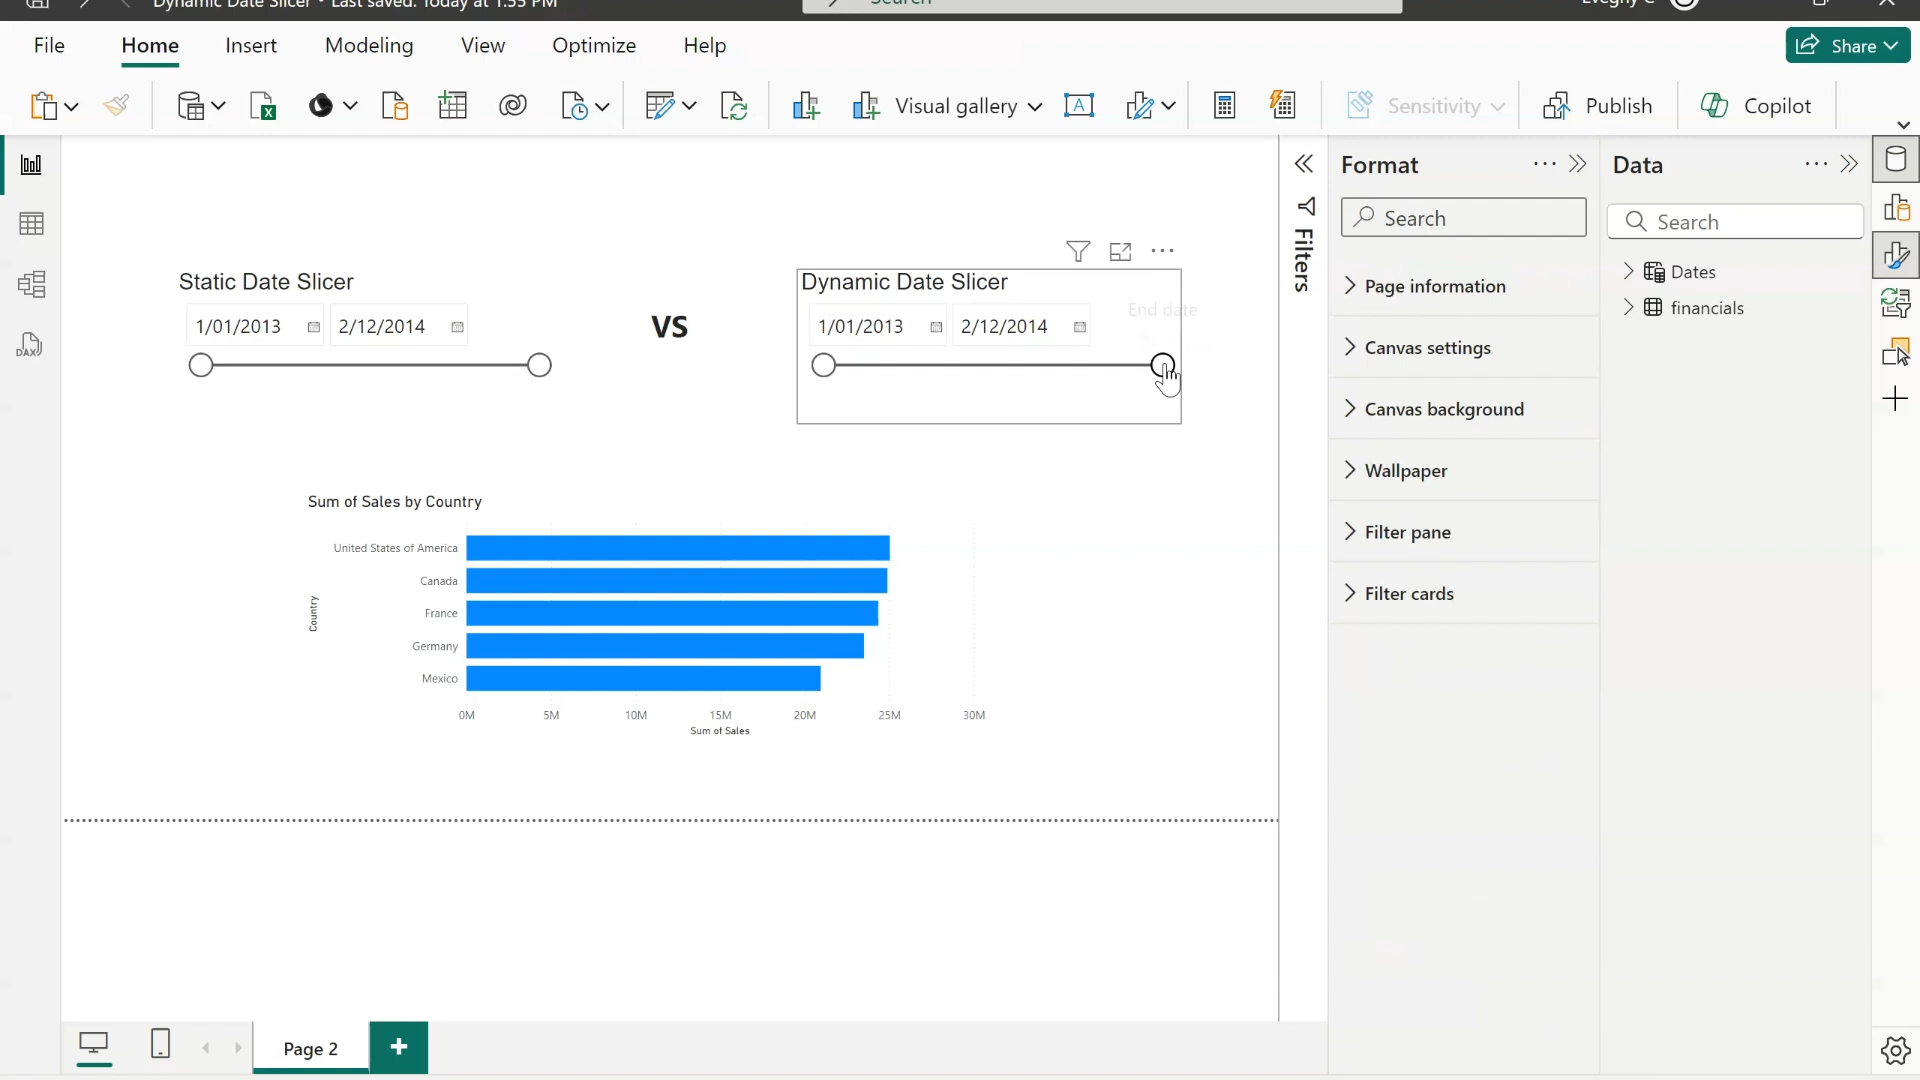 Dynamic Date Slicer • Last saved: Today at 1:55 PM
Search
Evegny C
File Home Insert Modeling View Optimize Help
Share
Visual gallery
Sensitivity
Publish
Copilot
Static Date Slicer
1/01/2013 2/12/2014
VS
Dynamic Date Slicer
End date
1/01/2013 2/12/2014
Sum of Sales by Country
Country
United States of America
Canada
France
Germany
Mexico
0M 5M 10M 15M 20M 25M 30M
Sum of Sales
Filters
Format
Search
Page information
Canvas settings
Canvas background
Wallpaper
Filter pane
Filter cards
Data
Search
Dates
financials
DAX
Page 2